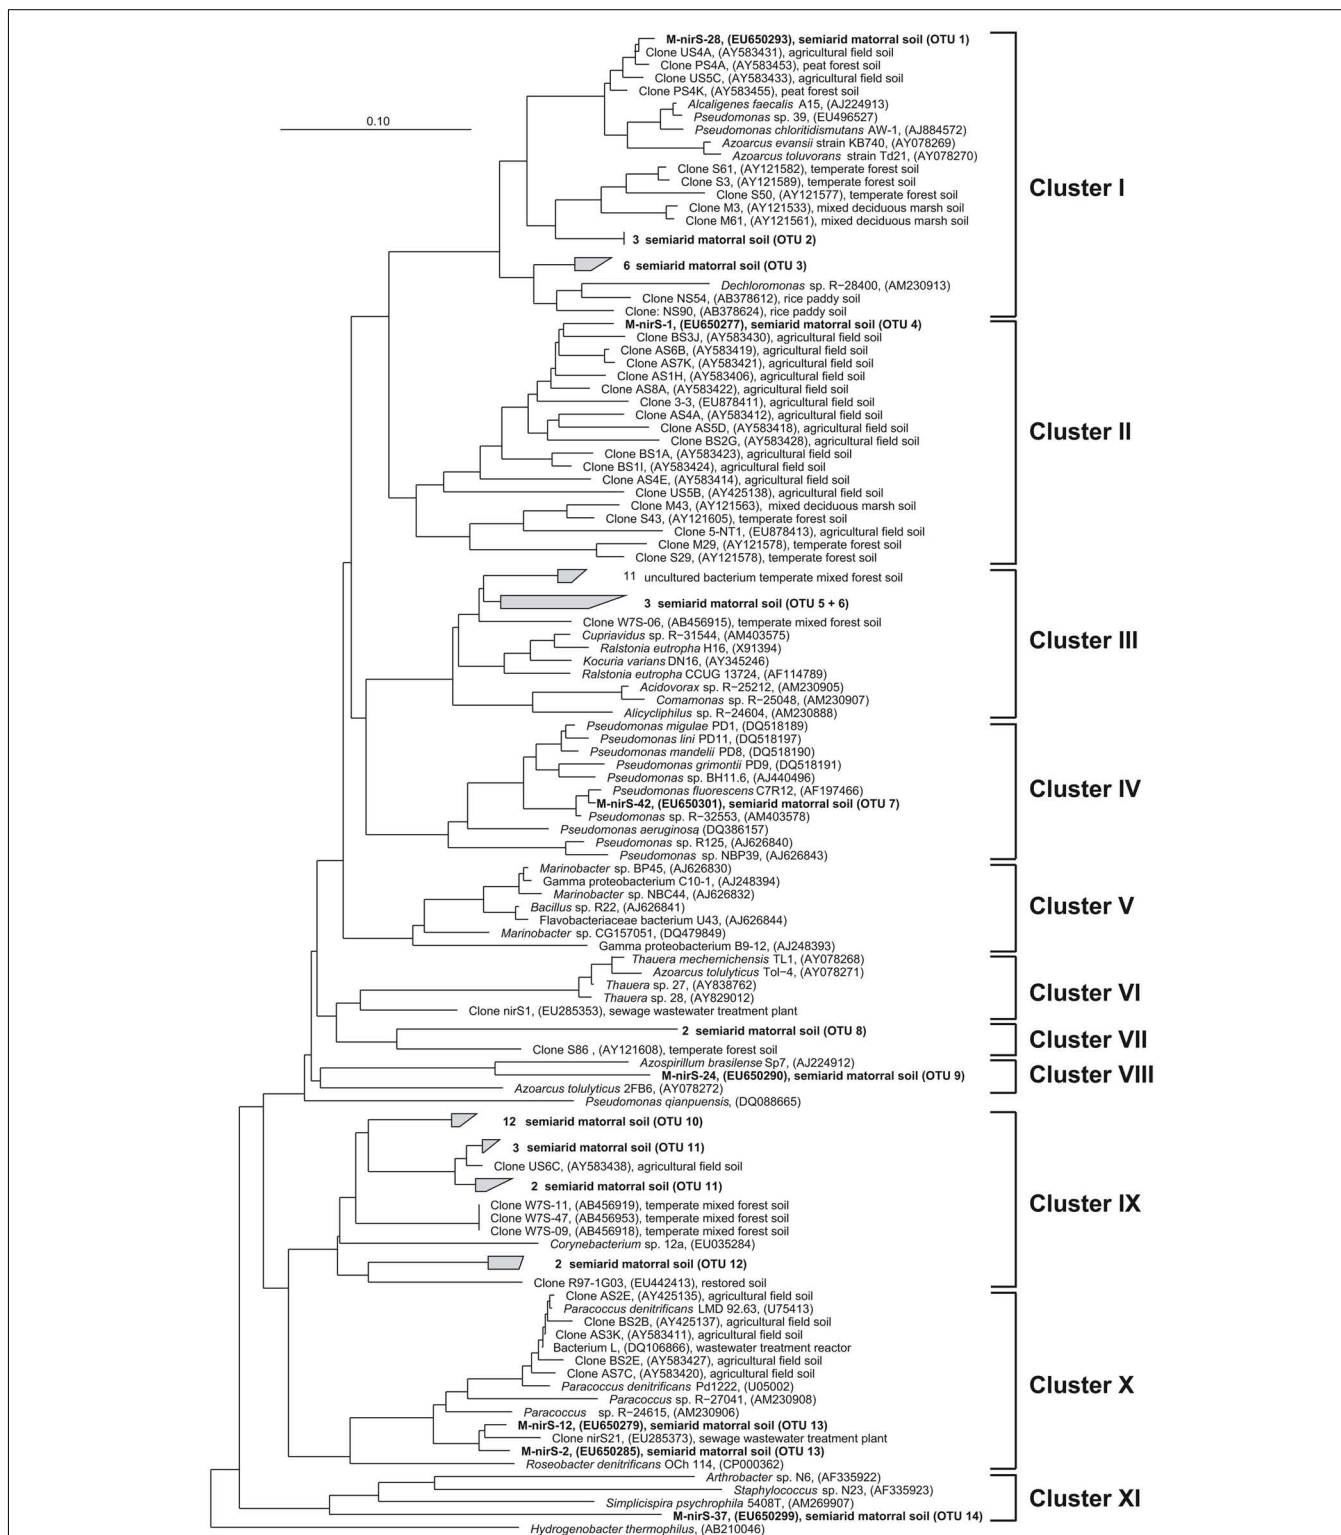 M-nirS-28, (EU650293), semiarid matorral soil (OTU 1)
Clone US4A, (AY583431), agricultural field soil
Clone PS4A, (AY583453), peat forest soil
Clone US5C, (AY583433), agricultural field soil
Clone PS4K, (AY583455), peat forest soil
0.10
Alcaligenes faecalis A15, (AJ224913)
Pseudomonas sp. 39, (EU496527)
Pseudomonas chloritidismutans AW-1, (AJ884572)
Azoarcus evansii strain KB740, (AY078269)
Azoarcus toluvorans strain Td21, (AY078270)
Clone S61, (AY121582), temperate forest soil
Clone S3, (AY121589), temperate forest soil
Cluster I
Clone S50, (AY121577), temperate forest soil
Clone M3, (AY121533), mixed deciduous marsh soil
Clone M61, (AY121561), mixed deciduous marsh soil
3 semiarid matorral soil (OTU 2)
6 semiarid matorral soil (OTU 3)
Dechloromonas sp. R−28400, (AM230913)
Clone NS54, (AB378612), rice paddy soil
Clone: NS90, (AB378624), rice paddy soil
M-nirS-1, (EU650277), semiarid matorral soil (OTU 4)
Clone BS3J, (AY583430), agricultural field soil
Clone AS6B, (AY583419), agricultural field soil
Clone AS7K, (AY583421), agricultural field soil
Clone AS1H, (AY583406), agricultural field soil
Clone AS8A, (AY583422), agricultural field soil
Clone 3-3, (EU878411), agricultural field soil
Clone AS4A, (AY583412), agricultural field soil
Clone AS5D, (AY583418), agricultural field soil
Cluster II
Clone BS2G, (AY583428), agricultural field soil
Clone BS1A, (AY583423), agricultural field soil
Clone BS1I, (AY583424), agricultural field soil
Clone AS4E, (AY583414), agricultural field soil
Clone US5B, (AY425138), agricultural field soil
Clone M43, (AY121563), mixed deciduous marsh soil
Clone S43, (AY121605), temperate forest soil
Clone 5-NT1, (EU878413), agricultural field soil
Clone M29, (AY121578), temperate forest soil
Clone S29, (AY121578), temperate forest soil
11 uncultured bacterium temperate mixed forest soil
3 semiarid matorral soil (OTU 5 + 6)
Clone W7S-06, (AB456915), temperate mixed forest soil
Cupriavidus sp. R−31544, (AM403575)
Cluster III
Ralstonia eutropha H16, (X91394)
Kocuria varians DN16, (AY345246)
Ralstonia eutropha CCUG 13724, (AF114789)
Acidovorax sp. R−25212, (AM230905)
Comamonas sp. R−25048, (AM230907)
Alicycliphilus sp. R−24604, (AM230888)
Pseudomonas migulae PD1, (DQ518189)
Pseudomonas lini PD11, (DQ518197)
Pseudomonas mandelii PD8, (DQ518190)
Pseudomonas grimontii PD9, (DQ518191)
Pseudomonas sp. BH11.6, (AJ440496)
Pseudomonas fluorescens C7R12, (AF197466)
Cluster IV
M-nirS-42, (EU650301), semiarid matorral soil (OTU 7)
Pseudomonas sp. R−32553, (AM403578)
Pseudomonas aeruginosa, (DQ386157)
Pseudomonas sp. R125, (AJ626840)
Pseudomonas sp. NBP39, (AJ626843)
Marinobacter sp. BP45, (AJ626830)
Gamma proteobacterium C10-1, (AJ248394)
Marinobacter sp. NBC44, (AJ626832)
Bacillus sp. R22, (AJ626841)
Cluster V
Flavobacteriaceae bacterium U43, (AJ626844)
Marinobacter sp. CG157051, (DQ479849)
Gamma proteobacterium B9-12, (AJ248393)
Thauera mechernichensis TL1, (AY078268)
Azoarcus tolulyticus Tol−4, (AY078271)
Thauera sp. 27, (AY838762)
Cluster VI
Thauera sp. 28, (AY829012)
Clone nirS1, (EU285353), sewage wastewater treatment plant
2 semiarid matorral soil (OTU 8)
Cluster VII
Clone S86 , (AY121608), temperate forest soil
Azospirillum brasilense Sp7, (AJ224912)
M-nirS-24, (EU650290), semiarid matorral soil (OTU 9)
Cluster VIII
Azoarcus tolulyticus 2FB6, (AY078272)
Pseudomonas qianpuensis, (DQ088665)
12 semiarid matorral soil (OTU 10)
3 semiarid matorral soil (OTU 11)
Clone US6C, (AY583438), agricultural field soil
2 semiarid matorral soil (OTU 11)
Clone W7S-11, (AB456919), temperate mixed forest soil
Cluster IX
Clone W7S-47, (AB456953), temperate mixed forest soil
Clone W7S-09, (AB456918), temperate mixed forest soil
Corynebacterium sp. 12a, (EU035284)
2 semiarid matorral soil (OTU 12)
Clone R97-1G03, (EU442413), restored soil
Clone AS2E, (AY425135), agricultural field soil
Paracoccus denitrificans LMD 92.63, (U75413)
Clone BS2B, (AY425137), agricultural field soil
Clone AS3K, (AY583411), agricultural field soil
Bacterium L, (DQ106866), wastewater treatment reactor
Clone BS2E, (AY583427), agricultural field soil
Clone AS7C, (AY583420), agricultural field soil
Cluster X
Paracoccus denitrificans Pd1222, (U05002)
Paracoccus sp. R−27041, (AM230908)
Paracoccus sp. R−24615, (AM230906)
M-nirS-12, (EU650279), semiarid matorral soil (OTU 13)
Clone nirS21, (EU285373), sewage wastewater treatment plant
M-nirS-2, (EU650285), semiarid matorral soil (OTU 13)
Roseobacter denitrificans OCh 114, (CP000362)
Arthrobacter sp. N6, (AF335922)
Staphylococcus sp. N23, (AF335923)
Cluster XI
Simplicispira psychrophila 5408T, (AM269907)
M-nirS-37, (EU650299), semiarid matorral soil (OTU 14)
Hydrogenobacter thermophilus, (AB210046)